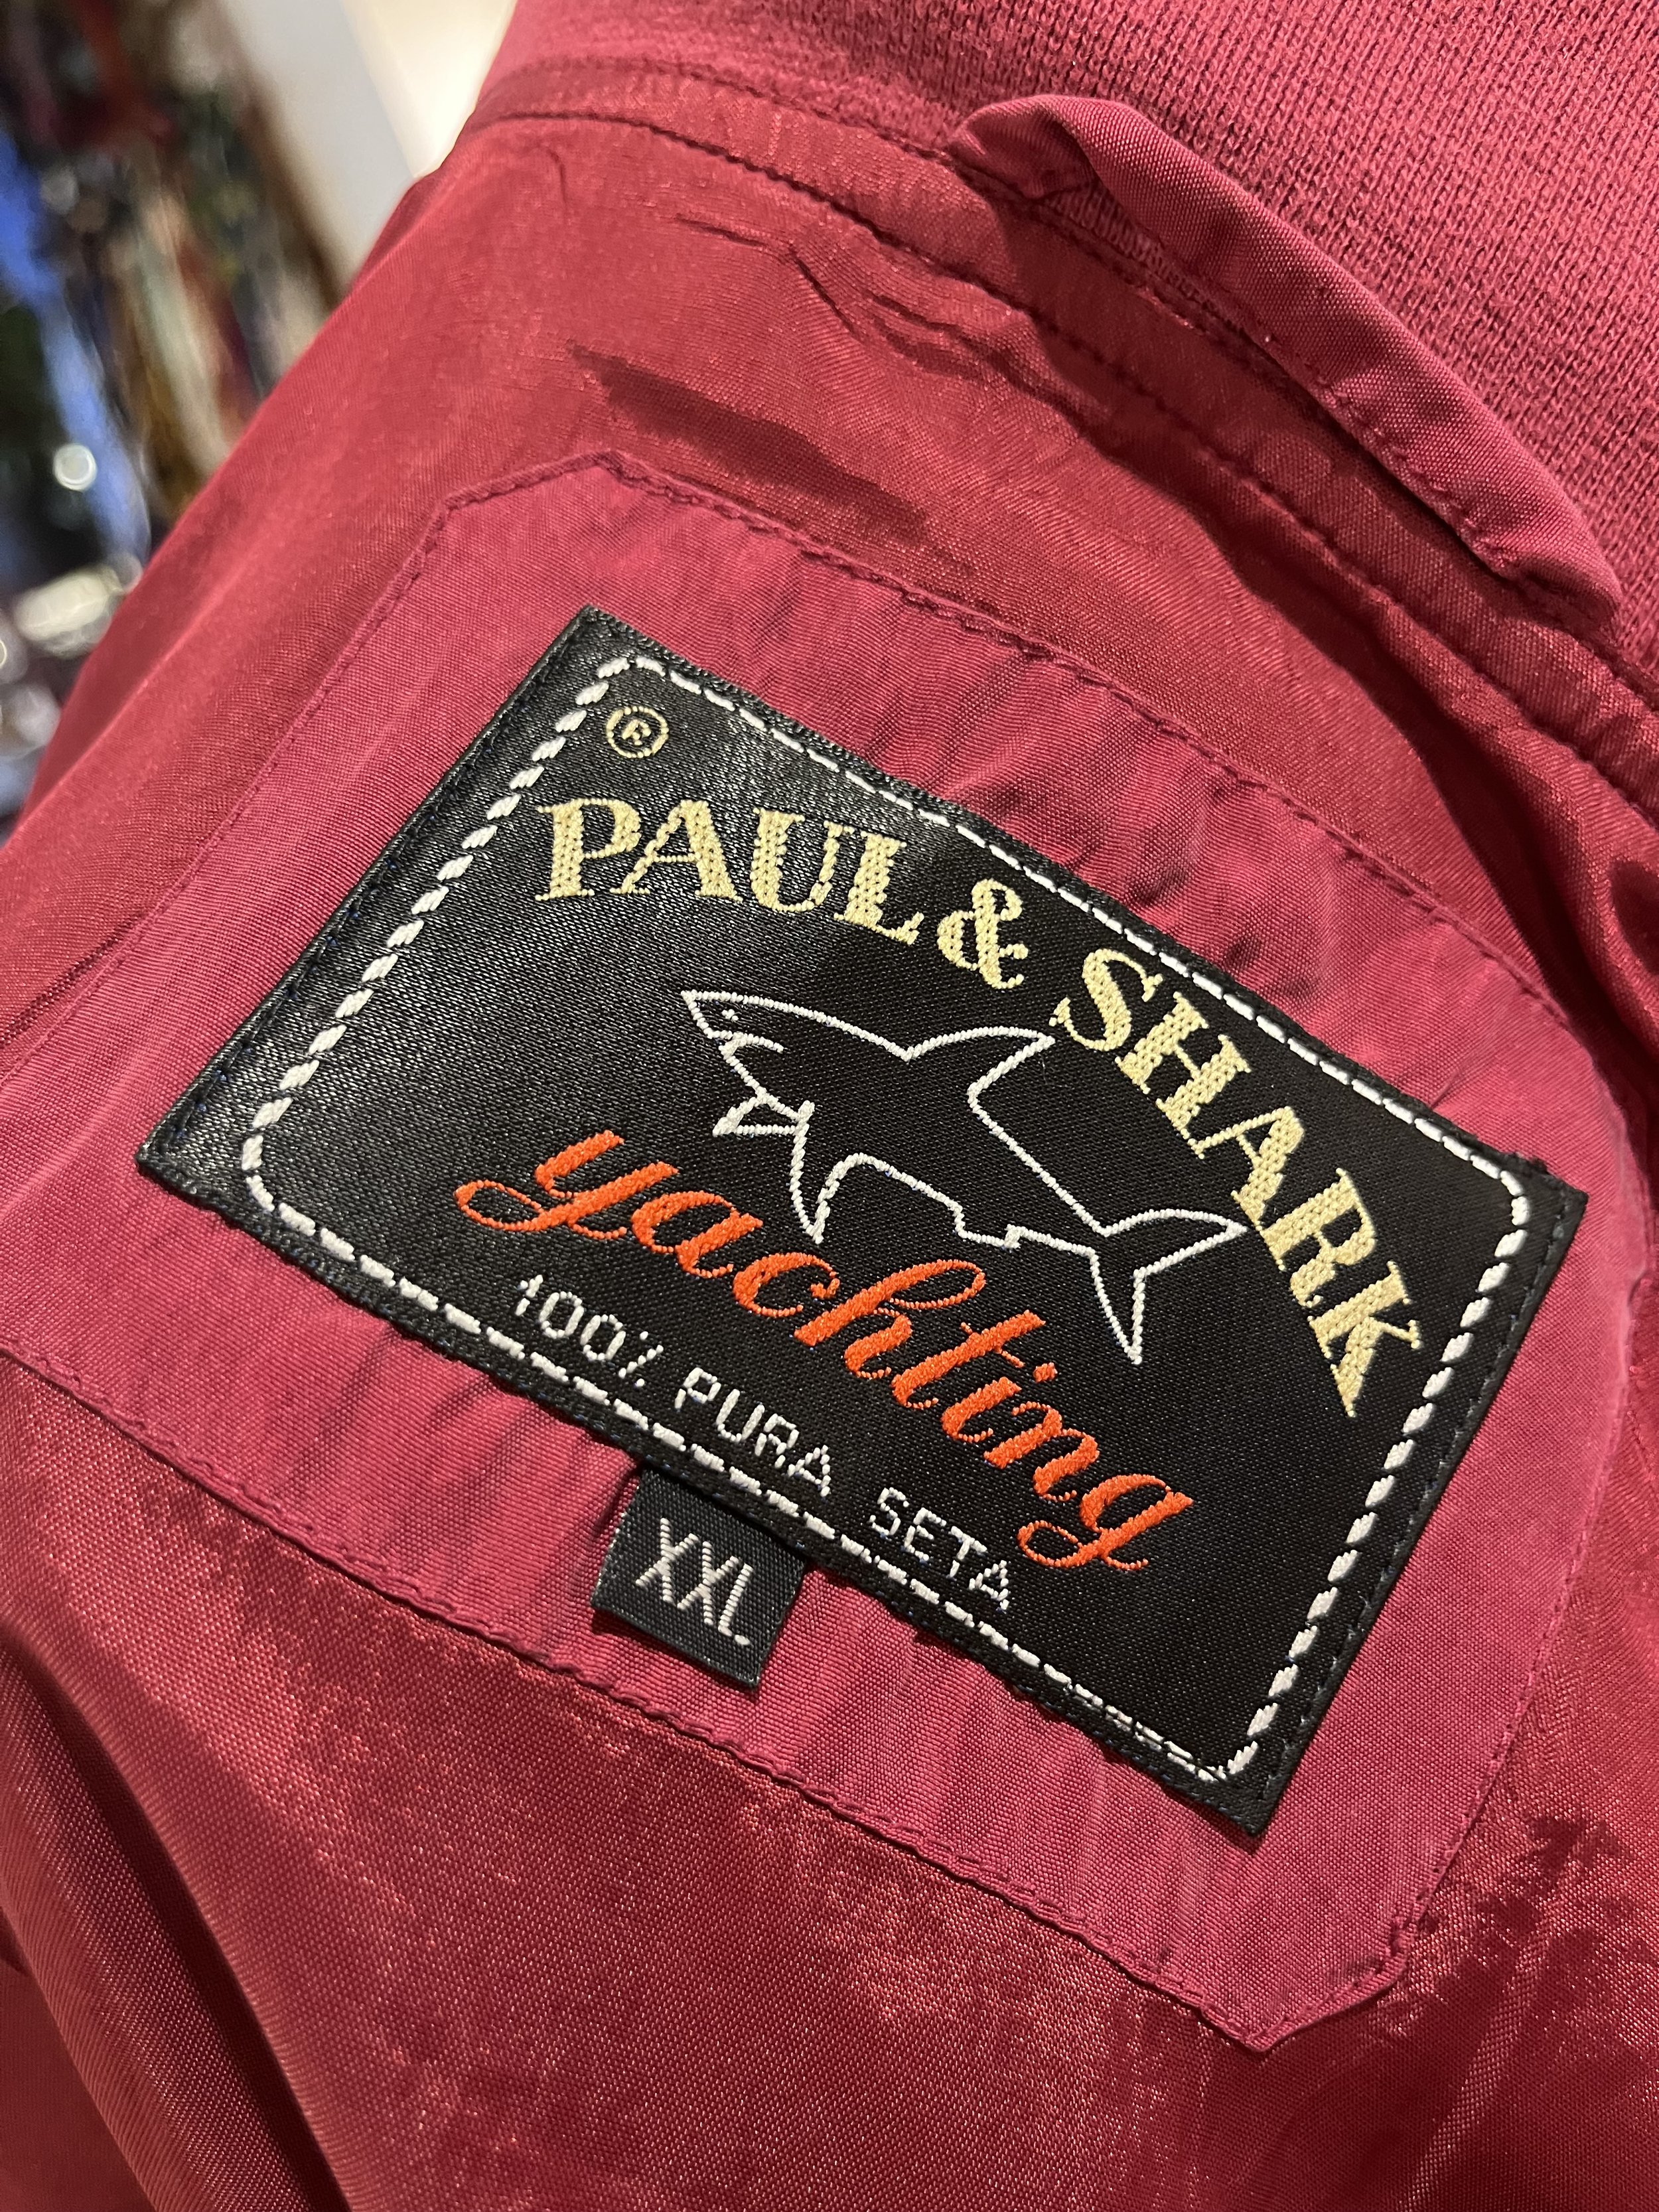 ®
PAUL & SHARK
yachting
100% PURA SETA
XXL